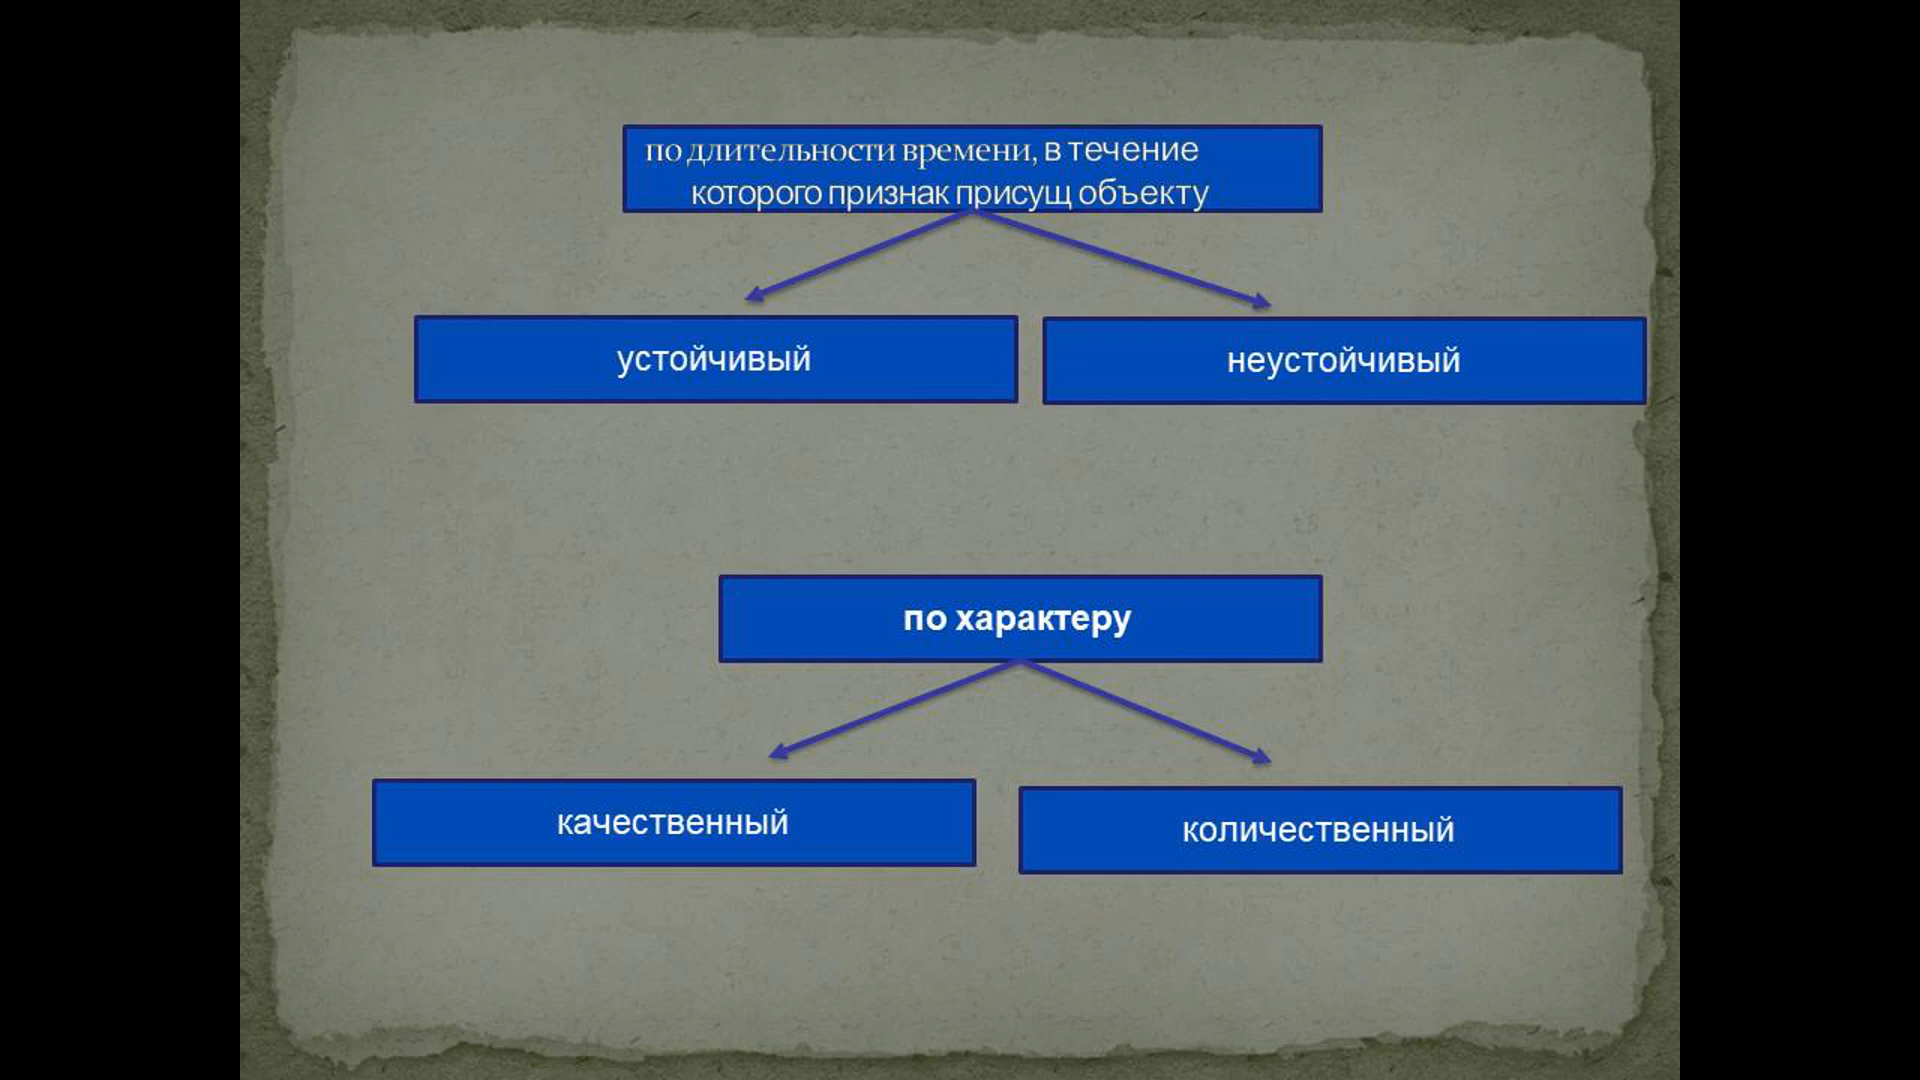 по длительности времени, в течение
которого признак присущ объекту
устойчивый
неустойчивый
по характеру
качественный
количественный